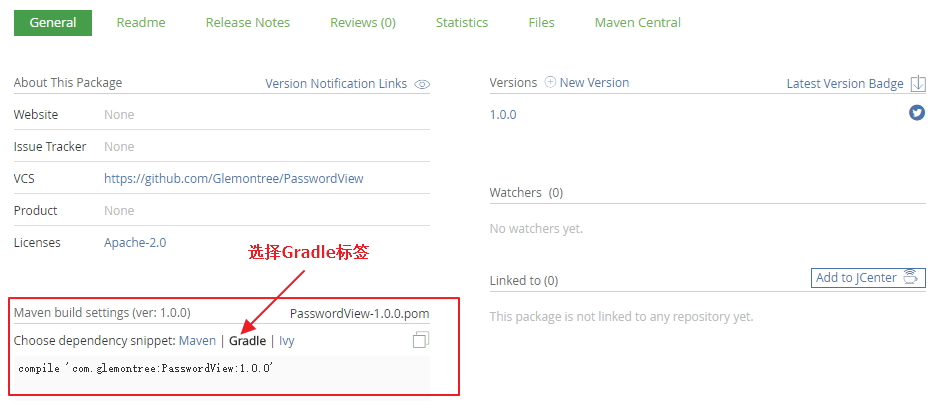 General Readme Release Notes Reviews (0) Statistics Files Maven Central
About This Package Version Notification Links
Website None
Issue Tracker None
VCS https://github.com/Glemontree/PasswordView
Product None
Licenses Apache-2.0
选择Gradle标签
Maven build settings (ver: 1.0.0) PasswordView-1.0.0.pom
Choose dependency snippet: Maven | Gradle | Ivy
compile 'com.glemontree:PasswordView:1.0.0'
Versions New Version Latest Version Badge
1.0.0
Watchers (0)
No watchers yet.
Linked to (0) Add to JCenter
This package is not linked to any repository yet.